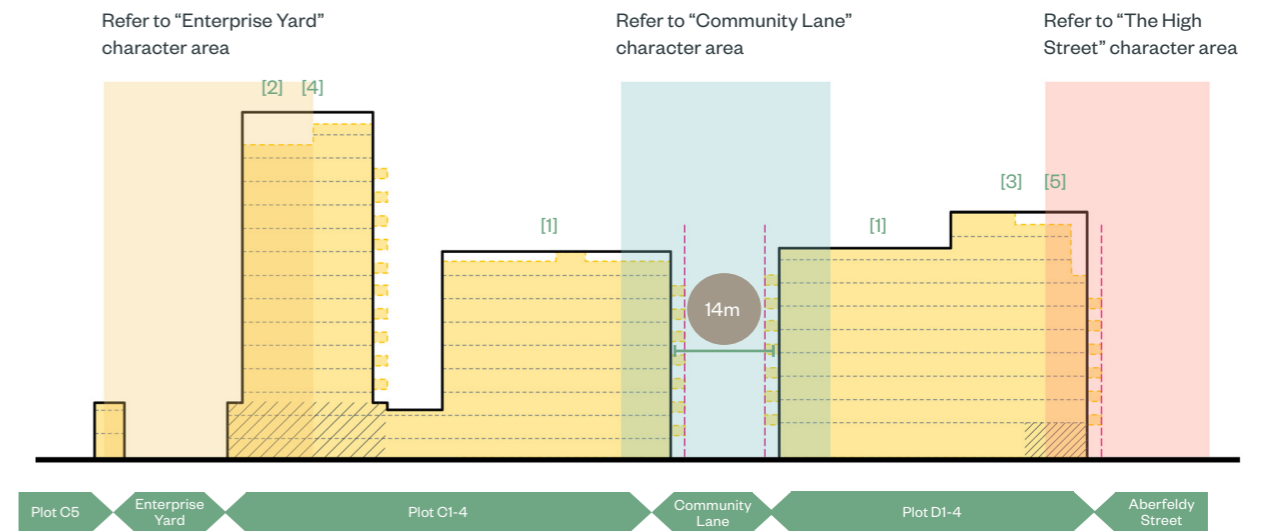 Refer to “Enterprise Yard”
character area
Refer to “Community Lane”
character area
Refer to “The High
Street” character area
[2] [4]
[1]
[1]
[3] [5]
14m
Plot C5
Enterprise
Yard
Plot C1-4
Community
Lane
Plot D1-4
Aberfeldy
Street